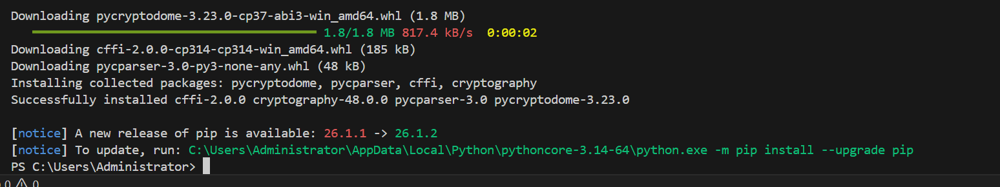 Downloading pycryptodome-3.23.0-cp37-abi3-win_amd64.whl (1.8 MB)
1.8/1.8 MB 817.4 kB/s 0:00:02
Downloading cffi-2.0.0-cp314-cp314-win_amd64.whl (185 kB)
Downloading pycparser-3.0-py3-none-any.whl (48 kB)
Installing collected packages: pycryptodome, pycparser, cffi, cryptography
Successfully installed cffi-2.0.0 cryptography-48.0.0 pycparser-3.0 pycryptodome-3.23.0
[notice] A new release of pip is available: 26.1.1 -> 26.1.2
[notice] To update, run: C:\Users\Administrator\AppData\Local\Python\pythoncore-3.14-64\python.exe -m pip install --upgrade pip
PS C:\Users\Administrator>
0 0